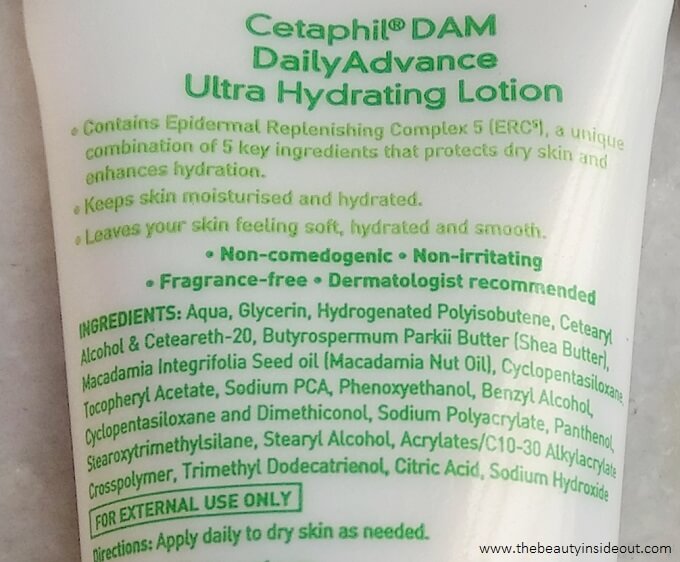 Cetaphil® DAM
DailyAdvance
Ultra Hydrating Lotion
• Contains Epidermal Replenishing Complex 5 (ERC⁵), a unique
combination of 5 key ingredients that protects dry skin and
enhances hydration.
• Keeps skin moisturised and hydrated.
• Leaves your skin feeling soft, hydrated and smooth.
• Non-comedogenic • Non-irritating
• Fragrance-free • Dermatologist recommended
INGREDIENTS: Aqua, Glycerin, Hydrogenated Polyisobutene, Cetearyl
Alcohol & Ceteareth-20, Butyrospermum Parkii Butter (Shea Butter),
Macadamia Integrifolia Seed oil (Macadamia Nut Oil), Cyclopentasiloxane,
Tocopheryl Acetate, Sodium PCA, Phenoxyethanol, Benzyl Alcohol,
Cyclopentasiloxane and Dimethiconol, Sodium Polyacrylate, Panthenol,
Stearoxytrimethylsilane, Stearyl Alcohol, Acrylates/C10-30 Alkylacrylate
Crosspolymer, Trimethyl Dodecatrienol, Citric Acid, Sodium Hydroxide
FOR EXTERNAL USE ONLY
Directions: Apply daily to dry skin as needed.
www.thebeautyinsideout.com